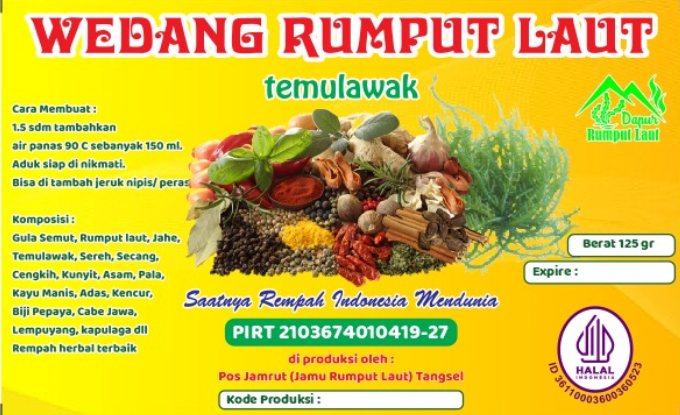 WEDANG RUMPUT LAUT
temulawak
Cara Membuat :
1.5 sdm tambahkan
air panas 90 C sebanyak 150 ml.
Aduk siap di nikmati.
Bisa di tambah jeruk nipis/ peras
Komposisi :
Gula Semut, Rumput laut, Jahe,
Temulawak, Sereh, Secang,
Cengkih, Kunyit, Asam, Pala,
Kayu Manis, Adas, Kencur,
Biji Pepaya, Cabe Jawa,
Lempuyang, kapulaga dll
Rempah herbal terbaik
Dapur
Rumput Laut
Berat 125 gr
Expire :
Saatnya Rempah Indonesia Mendunia
PIRT 2103674010419-27
di produksi oleh :
Pos Jamrut (Jamu Rumput Laut) Tangsel
Kode Produksi :
HALAL
INDONESIA
ID 36110003600360523